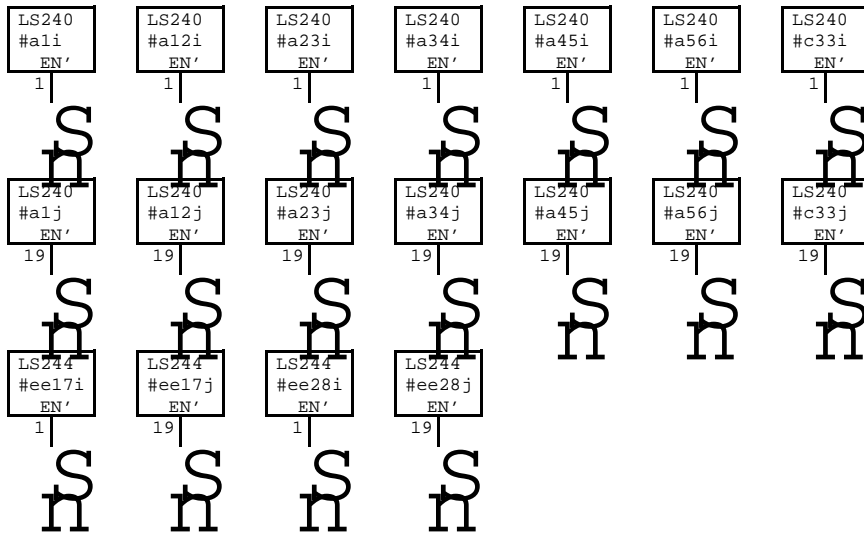 LS240 LS240 LS240 LS240 LS240 LS240 LS240
#a1i #a12i #a23i #a34i #a45i #a56i #c33i
EN' EN' EN' EN' EN' EN' EN'
1 1 1 1 1 1 1
S S S S S S S
n n n n n n n
LS240 LS240 LS240 LS240 LS240 LS240 LS240
#a1j #a12j #a23j #a34j #a45j #a56j #c33j
EN' EN' EN' EN' EN' EN' EN'
19 19 19 19 19 19 19
S S S S S S S
n n n n n n n
LS244 LS244 LS244 LS244
#ee17i #ee17j #ee28i #ee28j
EN' EN' EN' EN'
1 19 1 19
S S S S
n n n n